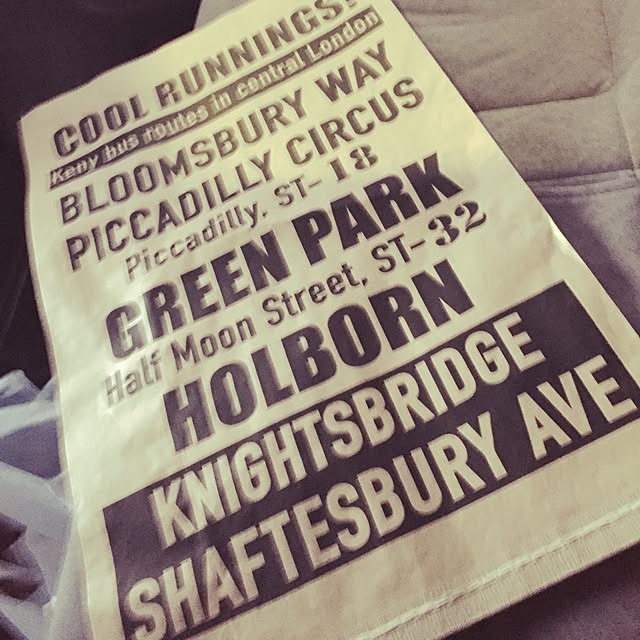 COOL RUNNINGS!
Keny bus routes in central London
BLOOMSBURY WAY
PICCADILLY CIRCUS
Piccadilly, ST-18
GREEN PARK
Half Moon Street, ST-32
HOLBORN
KNIGHTSBRIDGE
SHAFTESBURY AVE